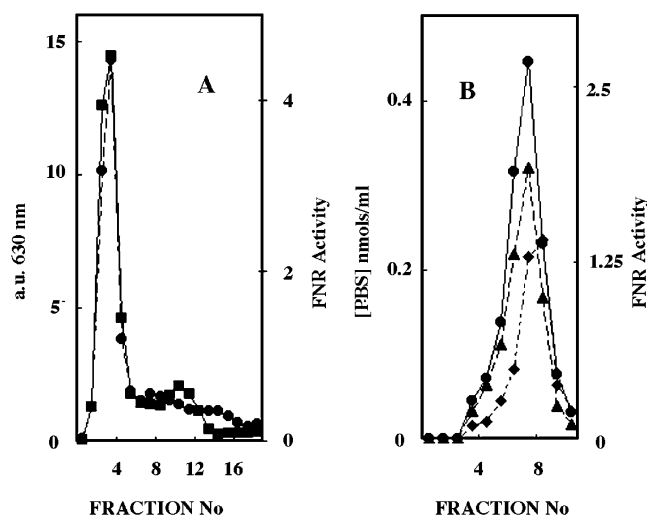 A
a.u. 630 nm
15
10
5
0
FNR Activity
4
2
0
4 8 12 16
FRACTION No
B
[PBS] nmols/ml
0.4
0.2
0
FNR Activity
2.5
1.25
0
4 8
FRACTION No